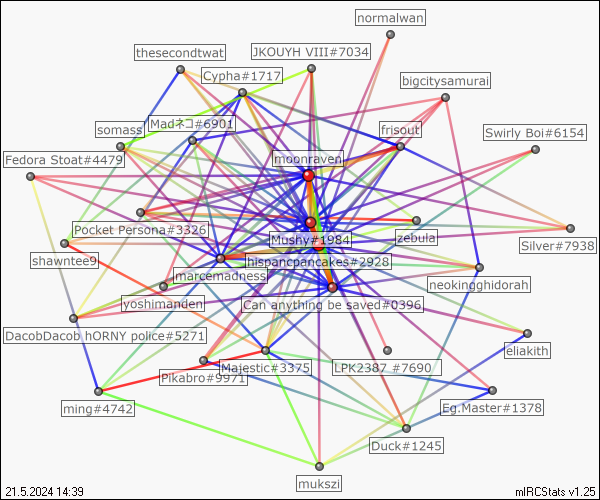 normalwan
thesecondtwat
JKOUYH VIII#7034
Cypha#1717
bigcitysamurai
somass
Madネコ#6901
frisout
Swirly Boi#6154
Fedora Stoat#4479
moonraven
Pocket Persona#3326
Mushy#1984
zebula
Silver#7938
shawntee9
hispancpencakes#2928
marcemadness
neokingghidorah
yoshimanden
Can anything be saved#0396
DacobDacob hORNY police#5271
eliakith
Majestic#3375
LPK2387_#7690
Pikabro#9971
ming#4742
Eg.Master#1378
Duck#1245
mukszi
21.5.2024 14:39
mIRCStats v1.25